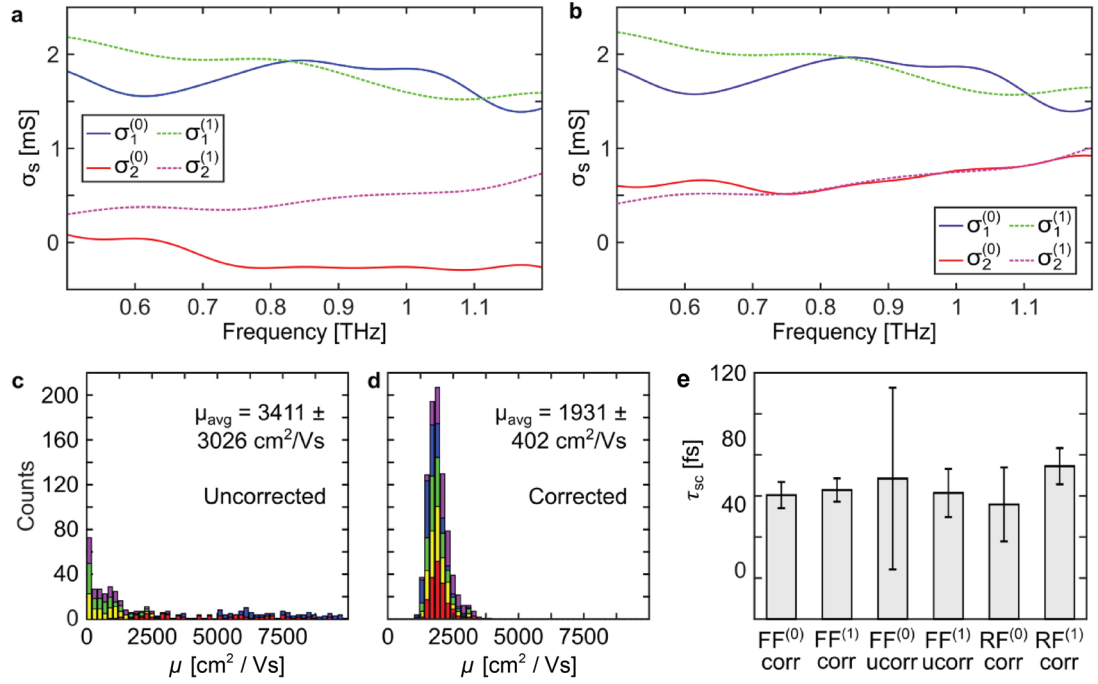 a
2
1
0
σs [mS]
σ1(0) σ1(1)
σ2(0) σ2(1)
0.6 0.7 0.8 0.9 1 1.1
Frequency [THz]
b
2
1
0
σs [mS]
σ1(0) σ1(1)
σ2(0) σ2(1)
0.6 0.7 0.8 0.9 1 1.1
Frequency [THz]
c
200
160
120
80
40
0
Counts
μavg = 3411 ±
3026 cm2/Vs
Uncorrected
0 2500 5000 7500
μ [cm2 / Vs]
d
μavg = 1931 ±
402 cm2/Vs
Corrected
0 2500 5000 7500
μ [cm2 / Vs]
e
120
80
40
0
τsc [fs]
FF(0) FF(1) FF(0) FF(1) RF(0) RF(1)
corr corr ucorr ucorr corr corr